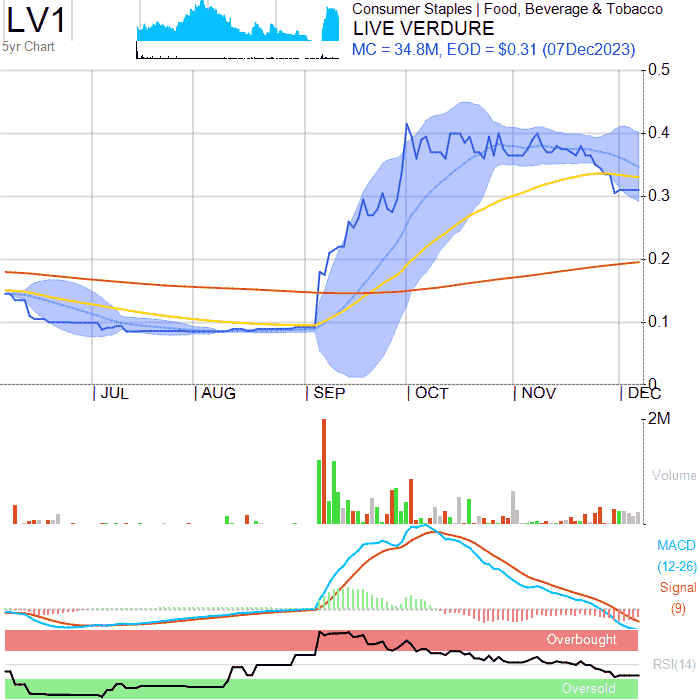 LV1
5yr Chart
Consumer Staples | Food, Beverage & Tobacco
LIVE VERDURE
MC = 34.8M, EOD = $0.31 (07Dec2023)
0.5
0.4
0.3
0.2
0.1
0
JUL AUG SEP OCT NOV DEC
2M
Volume
MACD
(12-26)
Signal
(9)
Overbought
RSI(14)
Oversold